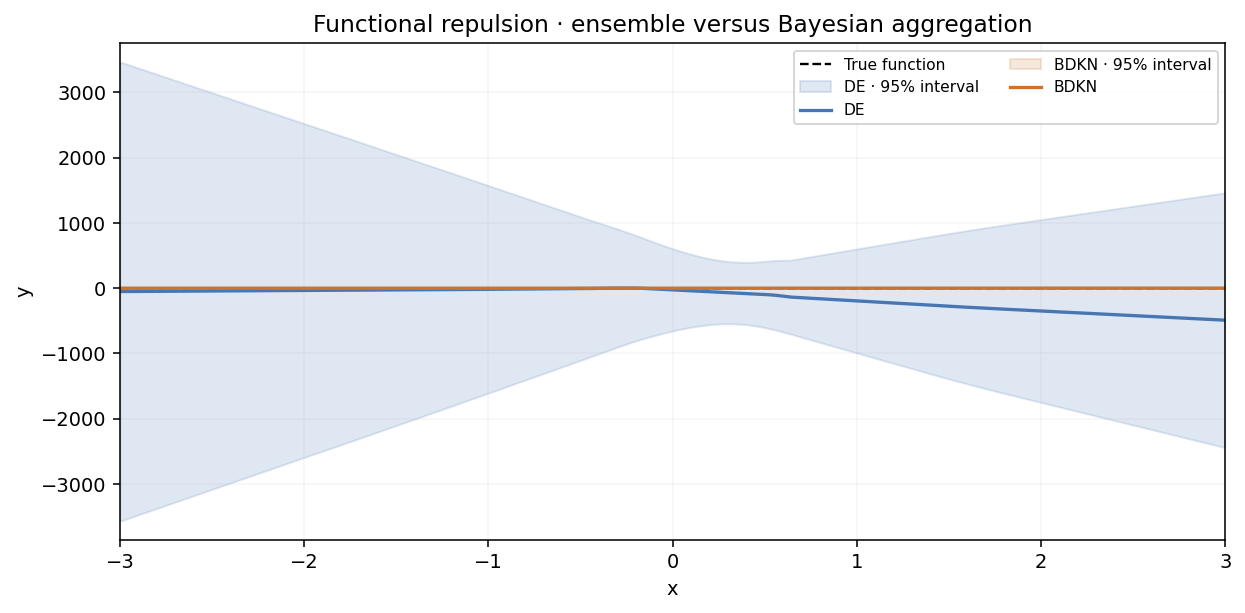 Functional repulsion · ensemble versus Bayesian aggregation
True function
DE · 95% interval
DE
BDKN · 95% interval
BDKN
y
3000
2000
1000
0
−1000
−2000
−3000
−3
−2
−1
0
1
2
3
x